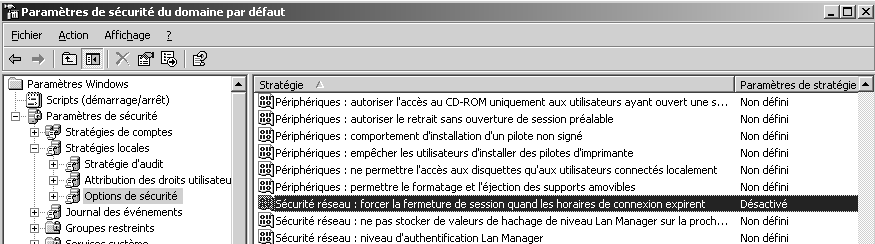 Paramètres de sécurité du domaine par défaut
Fichier Action Affichage ?
Paramètres Windows
Scripts (démarrage/arrêt)
Paramètres de sécurité
Stratégies de comptes
Stratégies locales
Stratégie d'audit
Attribution des droits utilisateu
Options de sécurité
Journal des événements
Groupes restreints
Services système
Stratégie Paramètres de stratégie
Périphériques : autoriser l'accès au CD-ROM uniquement aux utilisateurs ayant ouvert une s... Non défini
Périphériques : autoriser le retrait sans ouverture de session préalable Non défini
Périphériques : comportement d'installation d'un pilote non signé Non défini
Périphériques : empêcher les utilisateurs d'installer des pilotes d'imprimante Non défini
Périphériques : ne permettre l'accès aux disquettes qu'aux utilisateurs connectés localement Non défini
Périphériques : permettre le formatage et l'éjection des supports amovibles Non défini
Sécurité réseau : forcer la fermeture de session quand les horaires de connexion expirent Désactivé
Sécurité réseau : ne pas stocker de valeurs de hachage de niveau Lan Manager sur la proch... Non défini
Sécurité réseau : niveau d'authentification Lan Manager Non défini